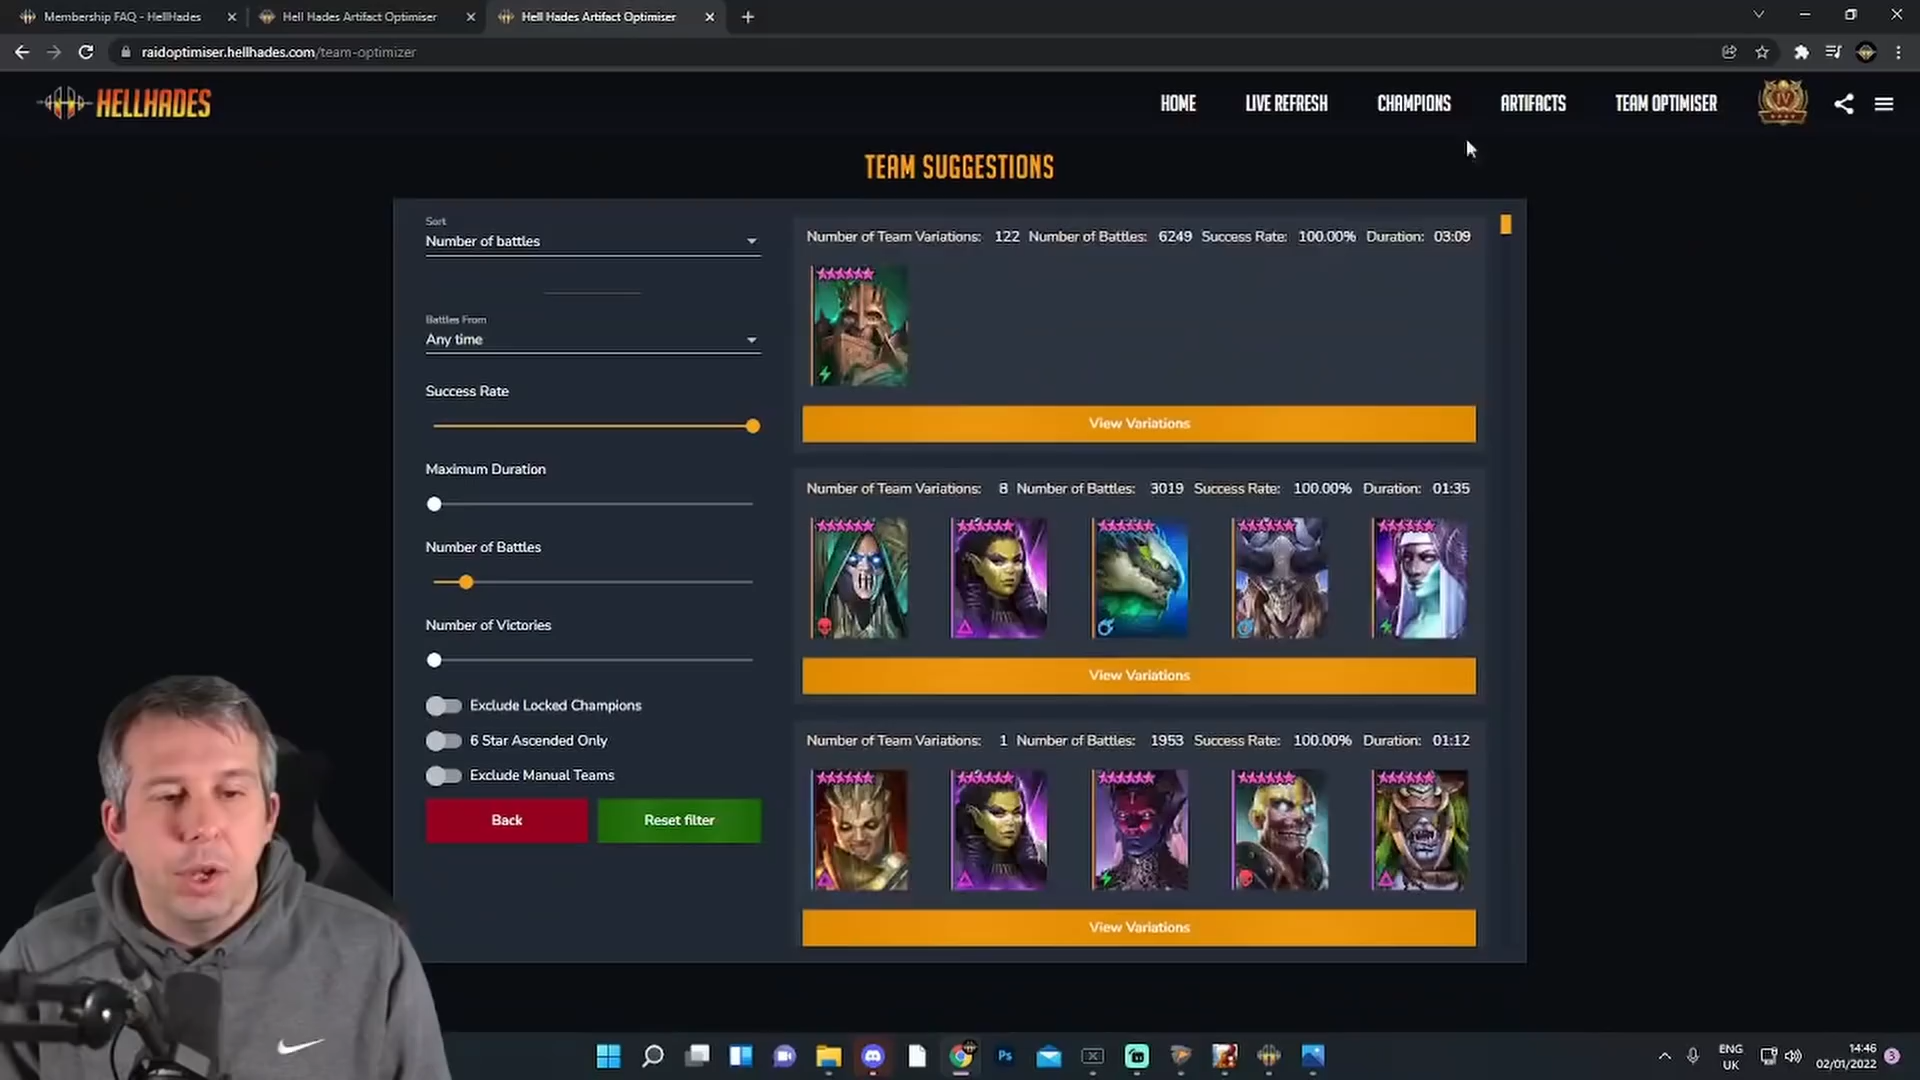 Membership FAQ - HellHades
Hell Hades Artifact Optimiser
Hell Hades Artifact Optimiser
raidoptimiser.hellhades.com/team-optimizer
HELLHADES
HOME
LIVE REFRESH
CHAMPIONS
ARTIFACTS
TEAM OPTIMISER
IV
TEAM SUGGESTIONS
Sort
Number of battles
Battles From
Any time
Success Rate
Maximum Duration
Number of Battles
Number of Victories
Exclude Locked Champions
6 Star Ascended Only
Exclude Manual Teams
Back
Reset filter
Number of Team Variations: 122 Number of Battles: 6249 Success Rate: 100.00% Duration: 03:09
View Variations
Number of Team Variations: 8 Number of Battles: 3019 Success Rate: 100.00% Duration: 01:35
View Variations
Number of Team Variations: 1 Number of Battles: 1953 Success Rate: 100.00% Duration: 01:12
View Variations
Ps
ENG
UK
14:46
02/01/2022
3